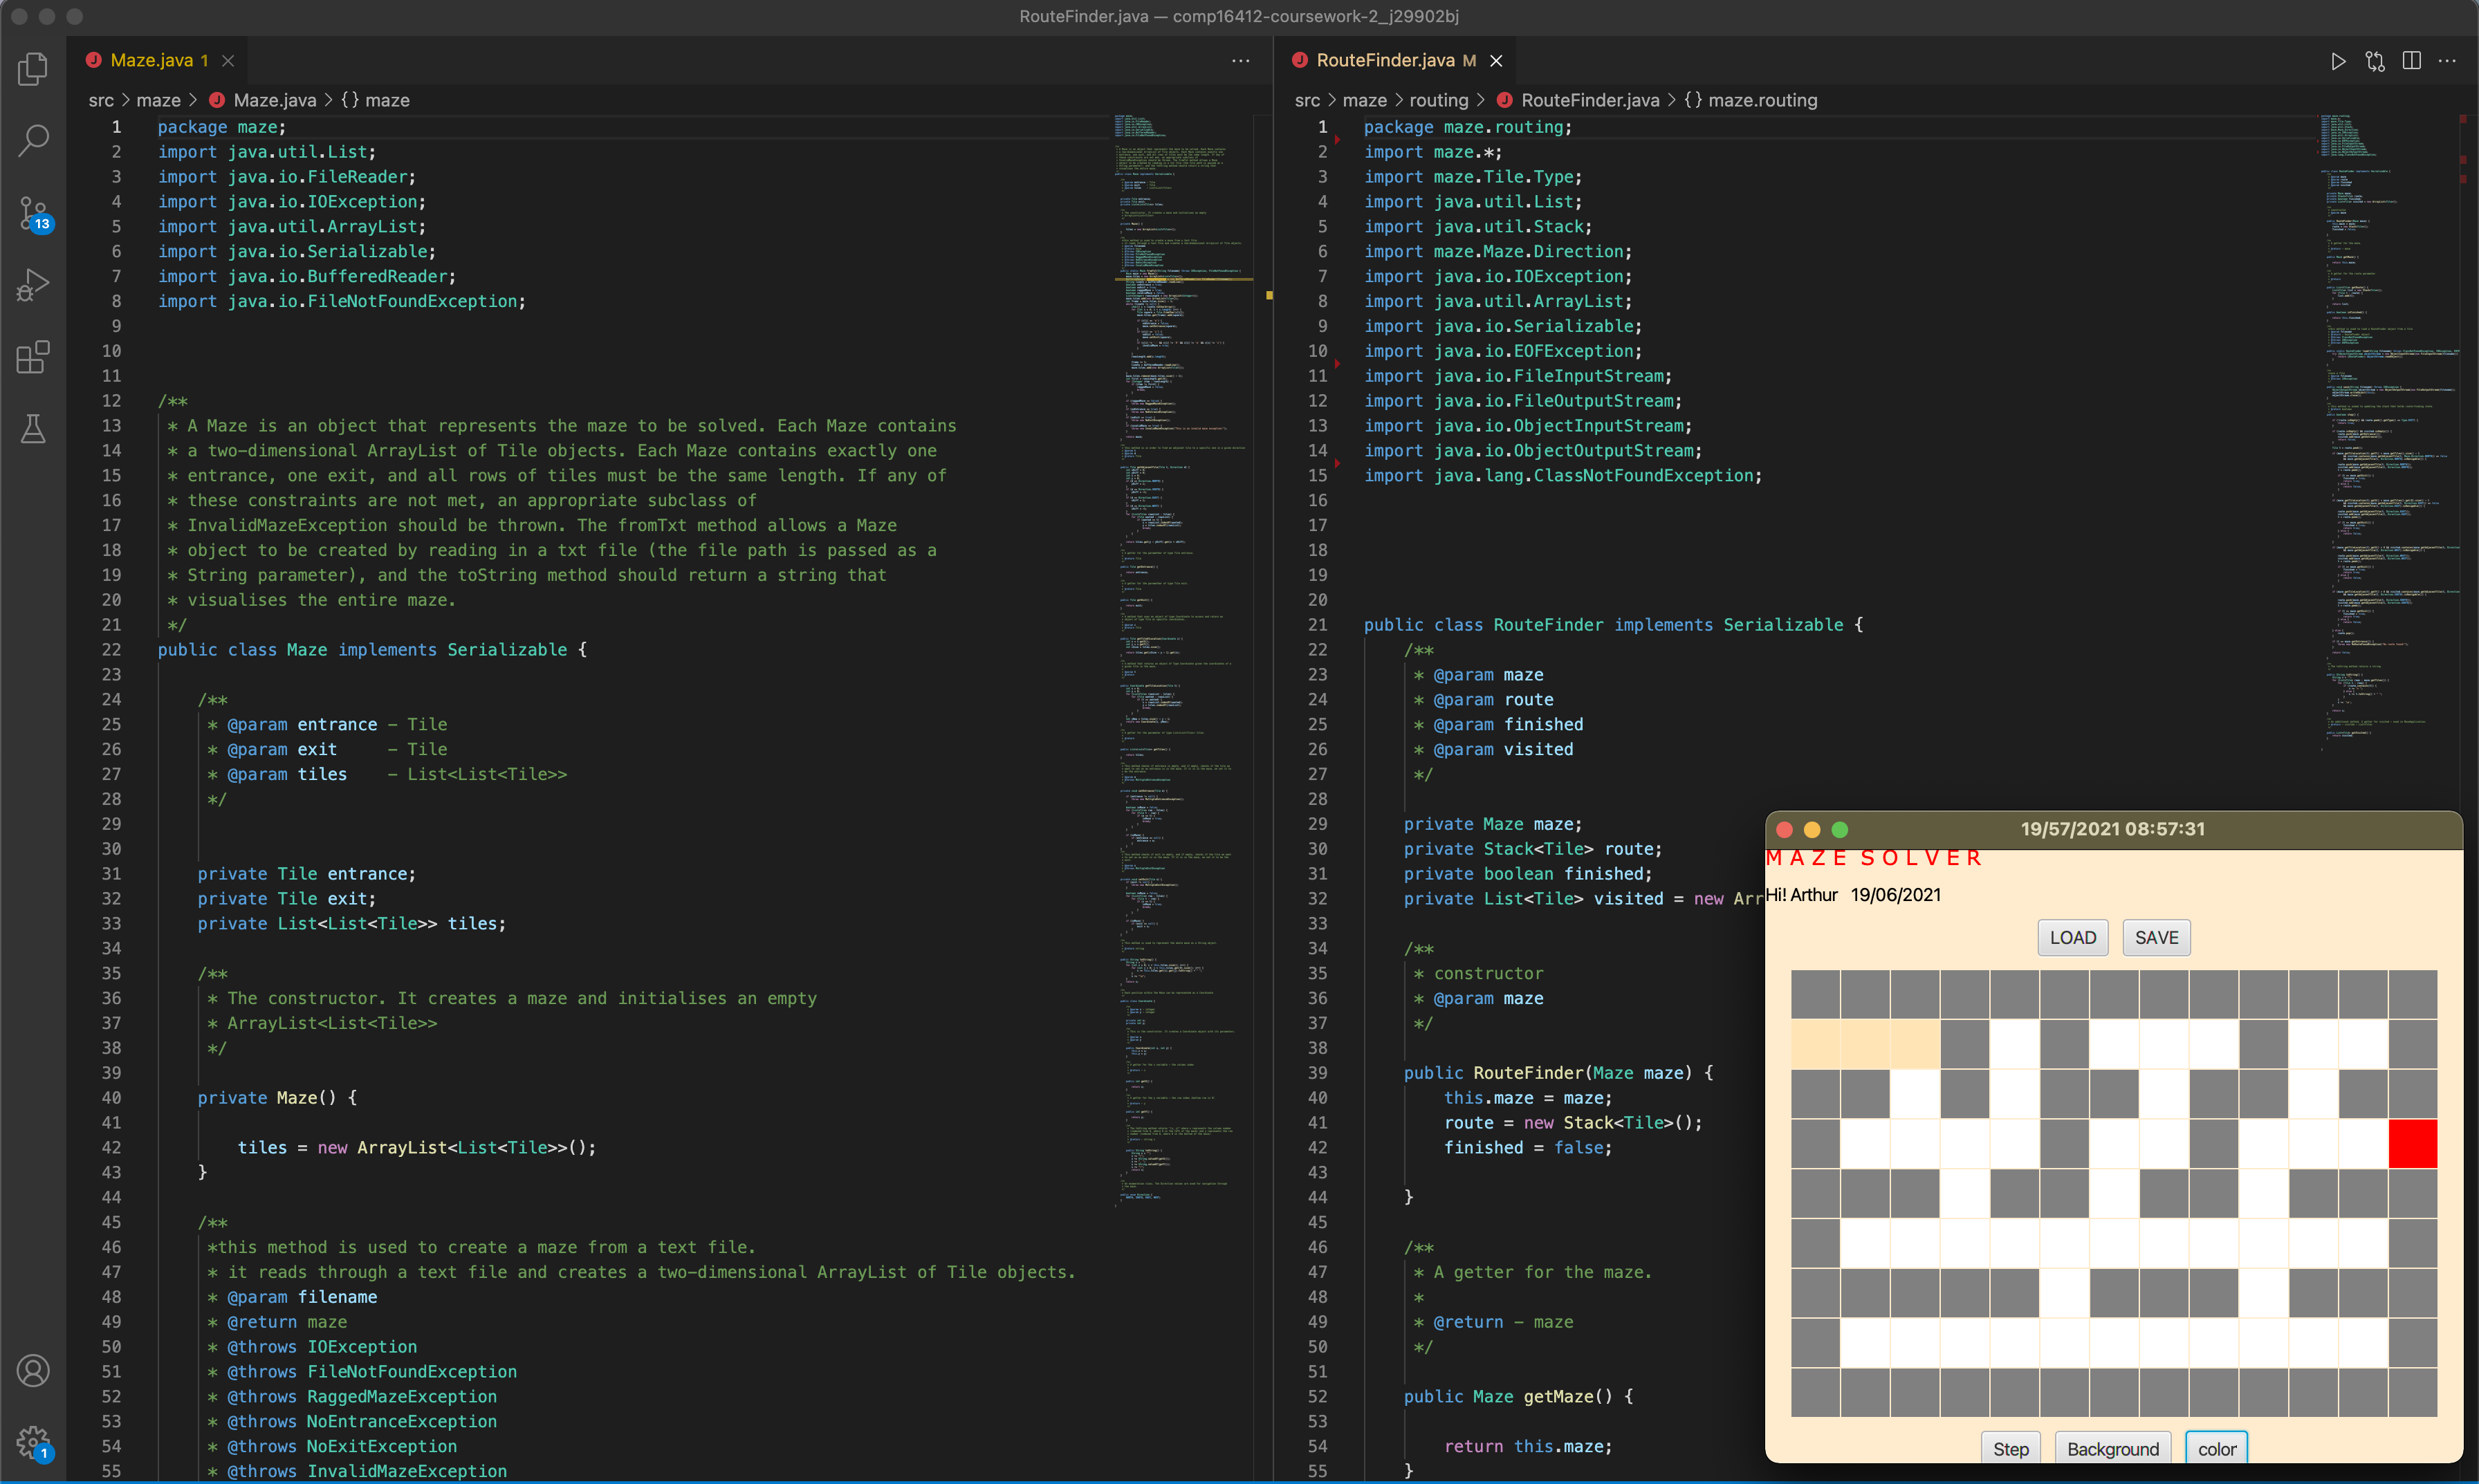 RouteFinder.java — comp16412-coursework-2_j29902bj
Maze.java 1
src > maze > Maze.java > {} maze
1 package maze;
2 import java.util.List;
3 import java.io.FileReader;
4 import java.io.IOException;
5 import java.util.ArrayList;
6 import java.io.Serializable;
7 import java.io.BufferedReader;
8 import java.io.FileNotFoundException;
9
10
11
12 /**
13 * A Maze is an object that represents the maze to be solved. Each Maze contains
14 * a two-dimensional ArrayList of Tile objects. Each Maze contains exactly one
15 * entrance, one exit, and all rows of tiles must be the same length. If any of
16 * these constraints are not met, an appropriate subclass of
17 * InvalidMazeException should be thrown. The fromTxt method allows a Maze
18 * object to be created by reading in a txt file (the file path is passed as a
19 * String parameter), and the toString method should return a string that
20 * visualises the entire maze.
21 */
22 public class Maze implements Serializable {
23
24 /**
25 * @param entrance - Tile
26 * @param exit     - Tile
27 * @param tiles    - List<List<Tile>>
28 */
29
30
31 private Tile entrance;
32 private Tile exit;
33 private List<List<Tile>> tiles;
34
35 /**
36 * The constructor. It creates a maze and initialises an empty
37 * ArrayList<List<Tile>>
38 */
39
40 private Maze() {
41
42 tiles = new ArrayList<List<Tile>>();
43 }
44
45 /**
46 *this method is used to create a maze from a text file.
47 * it reads through a text file and creates a two-dimensional ArrayList of Tile objects.
48 * @param filename
49 * @return maze
50 * @throws IOException
51 * @throws FileNotFoundException
52 * @throws RaggedMazeException
53 * @throws NoEntranceException
54 * @throws NoExitException
55 * @throws InvalidMazeException
RouteFinder.java M
src > maze > routing > RouteFinder.java > {} maze.routing
1 package maze.routing;
2 import maze.*;
3 import maze.Tile.Type;
4 import java.util.List;
5 import java.util.Stack;
6 import maze.Maze.Direction;
7 import java.io.IOException;
8 import java.util.ArrayList;
9 import java.io.Serializable;
10 import java.io.EOFException;
11 import java.io.FileInputStream;
12 import java.io.FileOutputStream;
13 import java.io.ObjectInputStream;
14 import java.io.ObjectOutputStream;
15 import java.lang.ClassNotFoundException;
16
17
18
19
20
21 public class RouteFinder implements Serializable {
22 /**
23 * @param maze
24 * @param route
25 * @param finished
26 * @param visited
27 */
28
29 private Maze maze;
30 private Stack<Tile> route;
31 private boolean finished;
32 private List<Tile> visited = new Arr
33
34 /**
35 * constructor
36 * @param maze
37 */
38
39 public RouteFinder(Maze maze) {
40 this.maze = maze;
41 route = new Stack<Tile>();
42 finished = false;
43
44 }
45
46 /**
47 * A getter for the maze.
48 *
49 * @return - maze
50 */
51
52 public Maze getMaze() {
53
54 return this.maze;
55 }
13
1
19/57/2021 08:57:31
MAZE SOLVER
Hi! Arthur 19/06/2021
LOAD SAVE
Step Background color